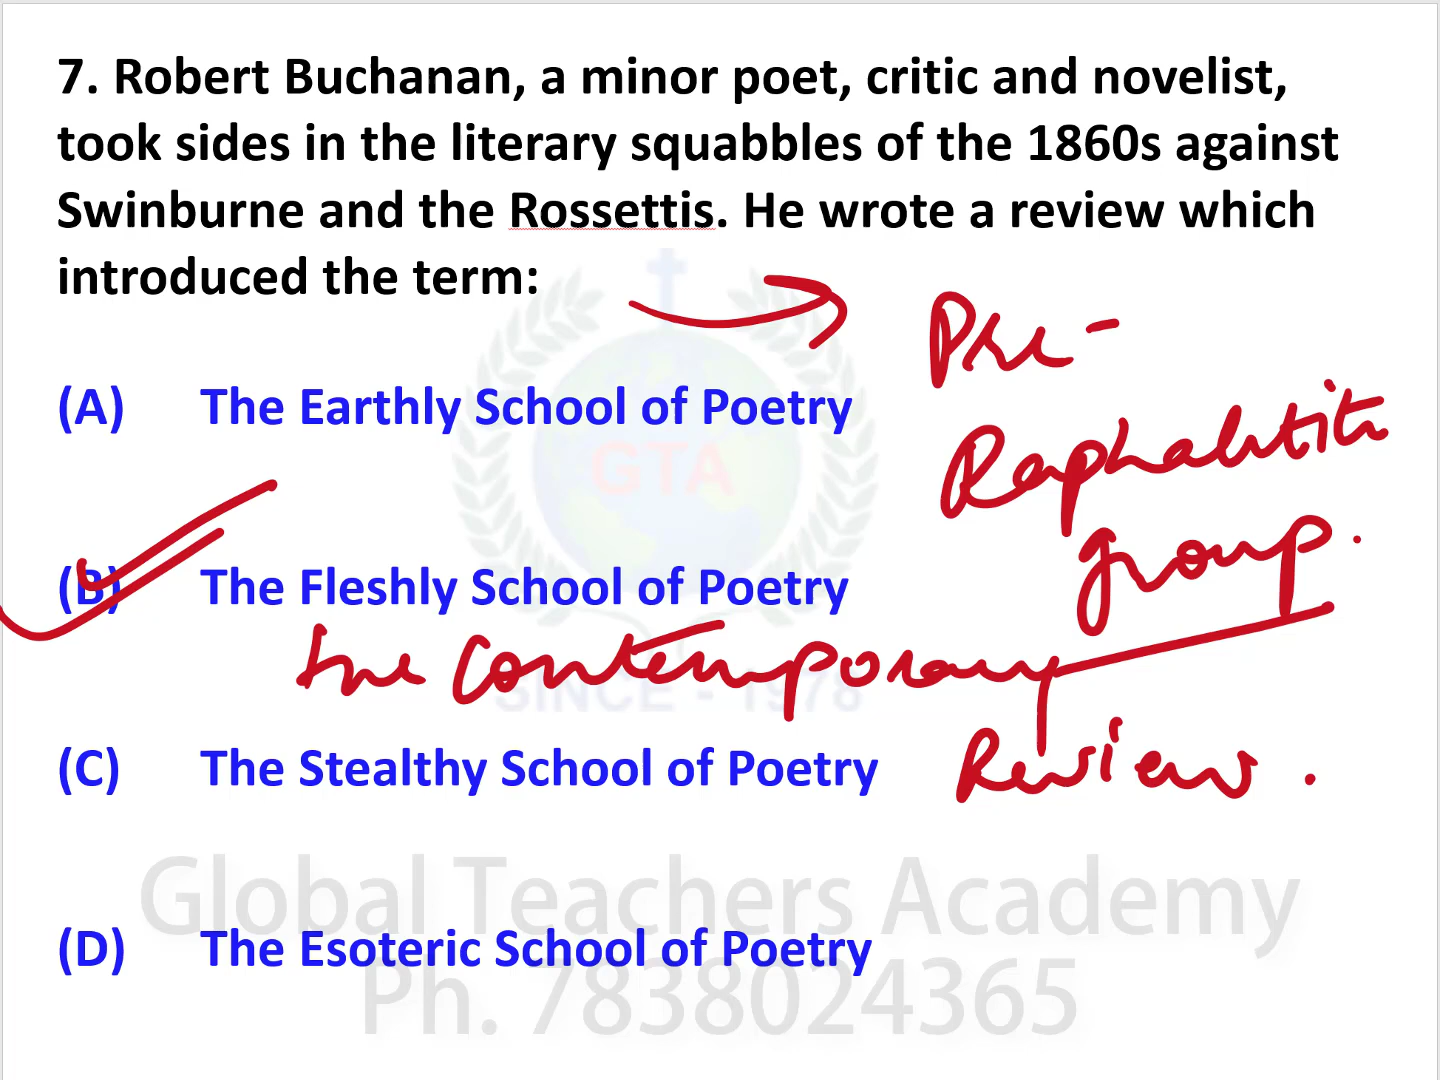 7. Robert Buchanan, a minor poet, critic and novelist,
took sides in the literary squabbles of the 1860s against
Swinburne and the Rossettis. He wrote a review which
introduced the term:
Pre-
(A) The Earthly School of Poetry
Raphaelite
GTA
group.
(B) The Fleshly School of Poetry
the Contemporary
SINCE - 1978
Review.
(C) The Stealthy School of Poetry
Global Teachers Academy
(D) The Esoteric School of Poetry
Ph. 7838024365